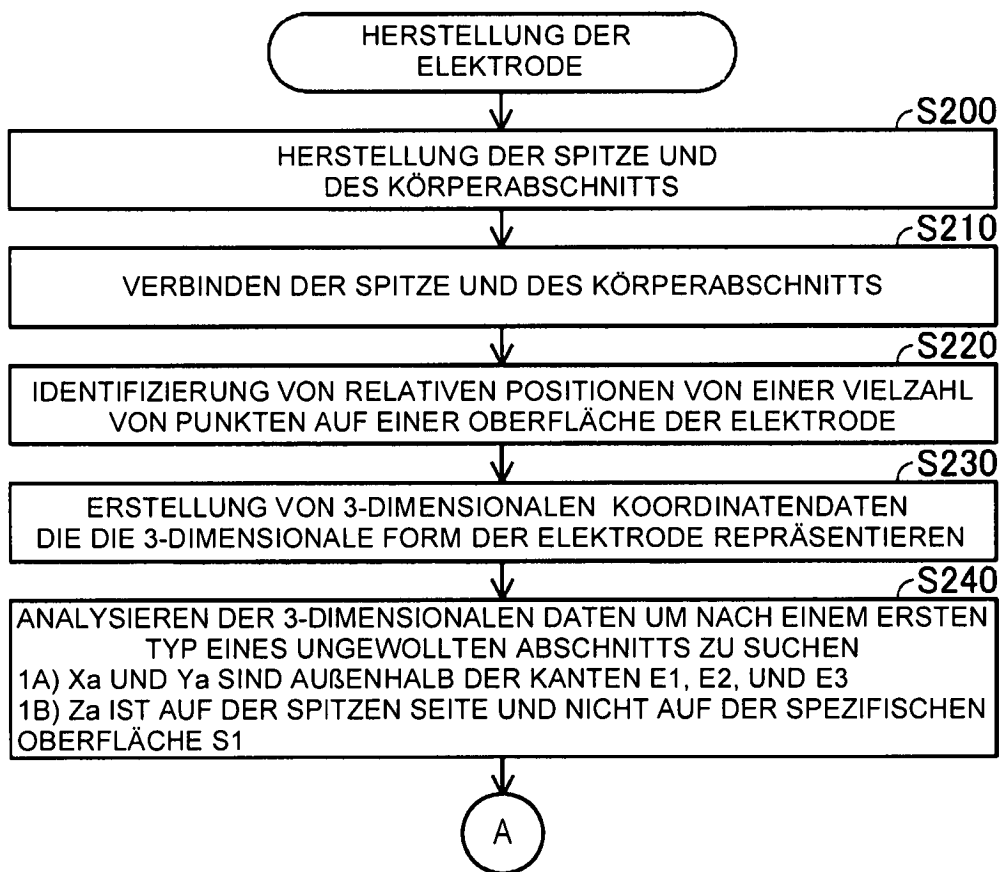 HERSTELLUNG DER
ELEKTRODE
S200
HERSTELLUNG DER SPITZE UND
DES KÖRPERABSCHNITTS
S210
VERBINDEN DER SPITZE UND DES KÖRPERABSCHNITTS
S220
IDENTIFIZIERUNG VON RELATIVEN POSITIONEN VON EINER VIELZAHL
VON PUNKTEN AUF EINER OBERFLÄCHE DER ELEKTRODE
S230
ERSTELLUNG VON 3-DIMENSIONALEN KOORDINATENDATEN
DIE DIE 3-DIMENSIONALE FORM DER ELEKTRODE REPRÄSENTIEREN
S240
ANALYSIEREN DER 3-DIMENSIONALEN DATEN UM NACH EINEM ERSTEN
TYP EINES UNGEWOLLTEN ABSCHNITTS ZU SUCHEN
1A) Xa UND Ya SIND AUßENHALB DER KANTEN E1, E2, UND E3
1B) Za IST AUF DER SPITZEN SEITE UND NICHT AUF DER SPEZIFISCHEN
OBERFLÄCHE S1
A